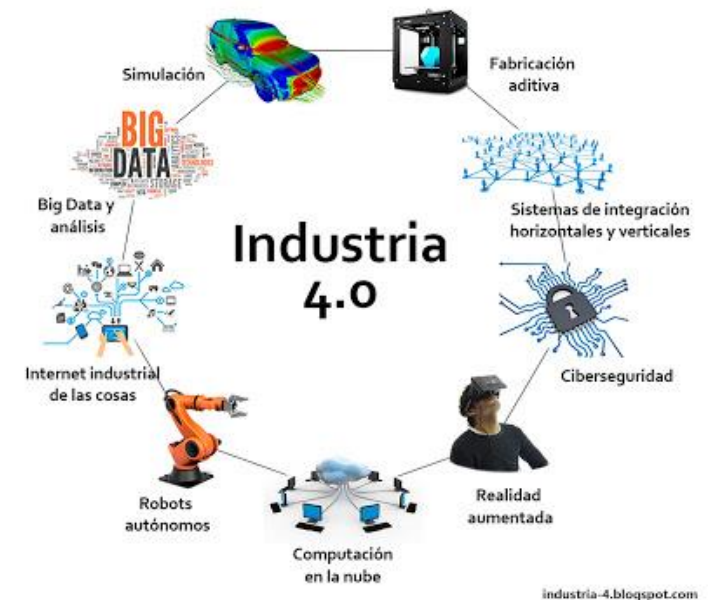 Simulación
Fabricación
aditiva
BIG
DATA
Big Data y
análisis
Sistemas de integración
horizontales y verticales
Industria
4.0
Internet industrial
de las cosas
Ciberseguridad
Robots
autónomos
Realidad
aumentada
Computación
en la nube
industria-4.blogspot.com